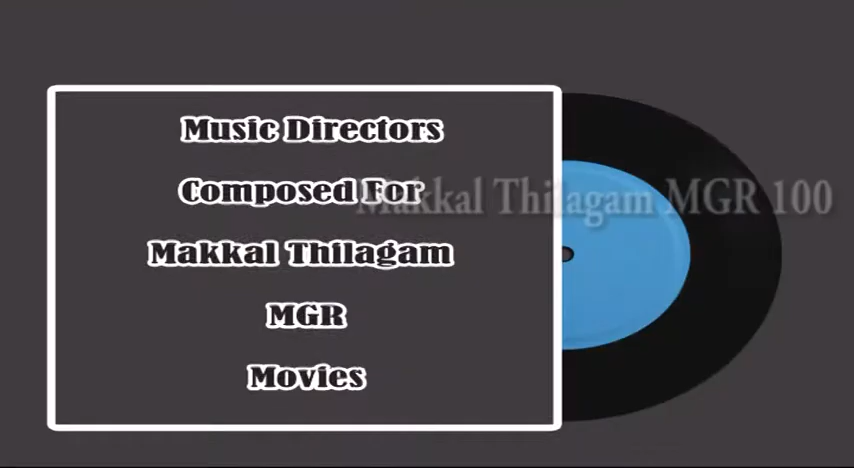 Music Directors
Composed For
Makkal Thilagam MGR 100
Makkal Thilagam
MGR
Movies